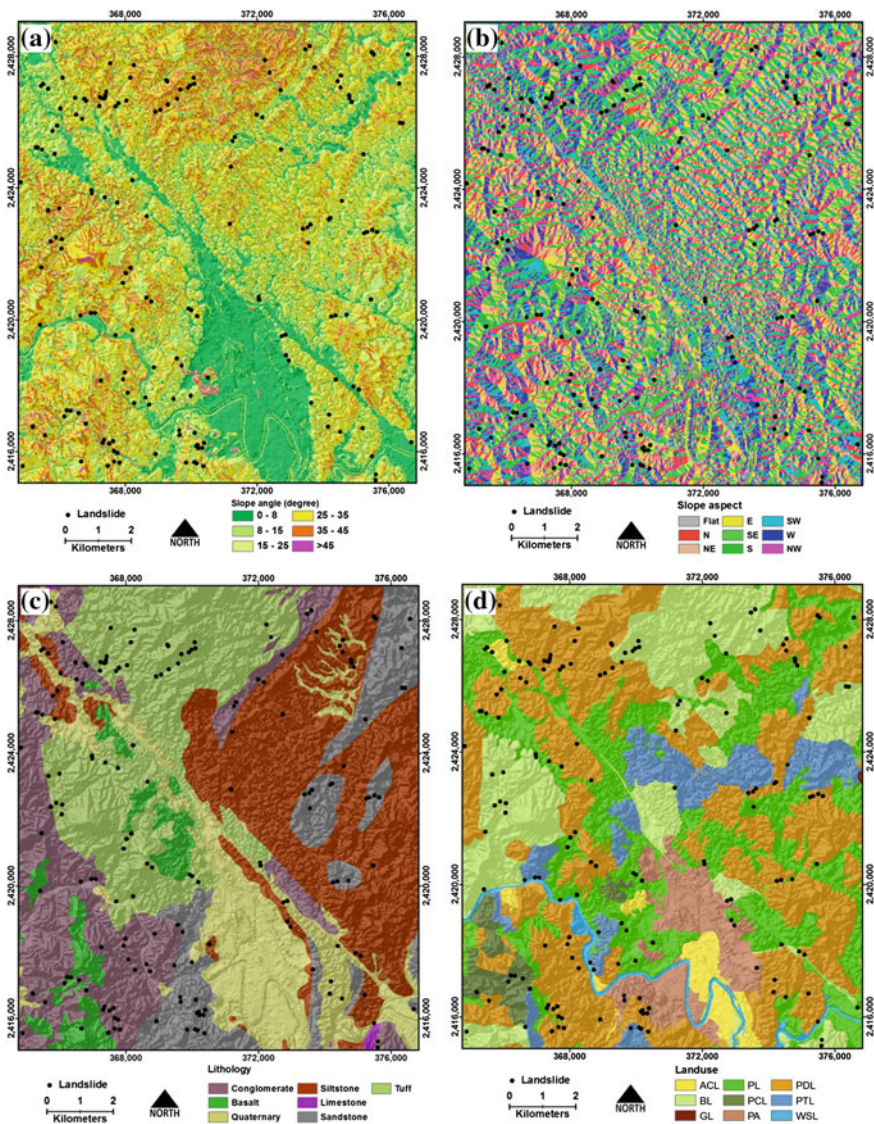 368,000 372,000 376,000
368,000 372,000 376,000
(a)
(b)
2,428,000
2,428,000
2,424,000
2,424,000
2,420,000
2,420,000
2,416,000
2,416,000
368,000 372,000 376,000
368,000 372,000 376,000
Landslide
0 1 2
Kilometers
NORTH
Slope angle (degree)
0 - 8 25 - 35
8 - 15 35 - 45
15 - 25 >45
Landslide
0 1 2
Kilometers
NORTH
Slope aspect
Flat E SW
N SE W
NE S NW
368,000 372,000 376,000
368,000 372,000 376,000
(c)
(d)
2,428,000
2,428,000
2,424,000
2,424,000
2,420,000
2,420,000
2,416,000
2,416,000
368,000 372,000 376,000
368,000 372,000 376,000
Landslide
0 1 2
Kilometers
NORTH
Lithology
Conglomerate Siltstone Tuff
Basalt Limestone
Quaternary Sandstone
Landslide
0 1 2
Kilometers
NORTH
Landuse
ACL PL PDL
BL PCL PTL
GL PA WSL